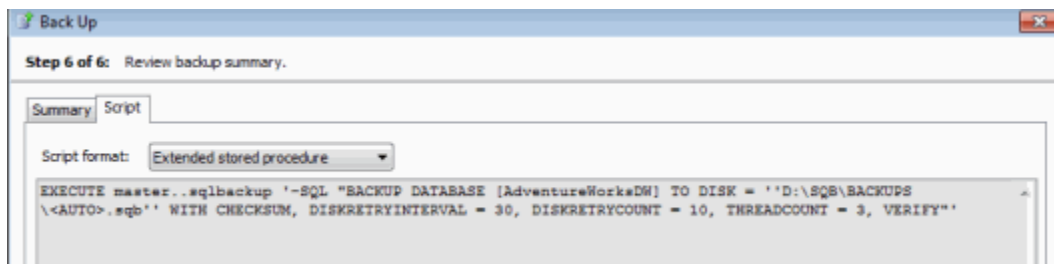 Back Up
Step 6 of 6: Review backup summary.
Summary Script
Script format: Extended stored procedure
EXECUTE master..sqlbackup '-SQL "BACKUP DATABASE [AdventureWorksDW] TO DISK = ''D:\SQB\BACKUPS
\<AUTO>.sqb'' WITH CHECKSUM, DISKRETRYINTERVAL = 30, DISKRETRYCOUNT = 10, THREADCOUNT = 3, VERIFY"'